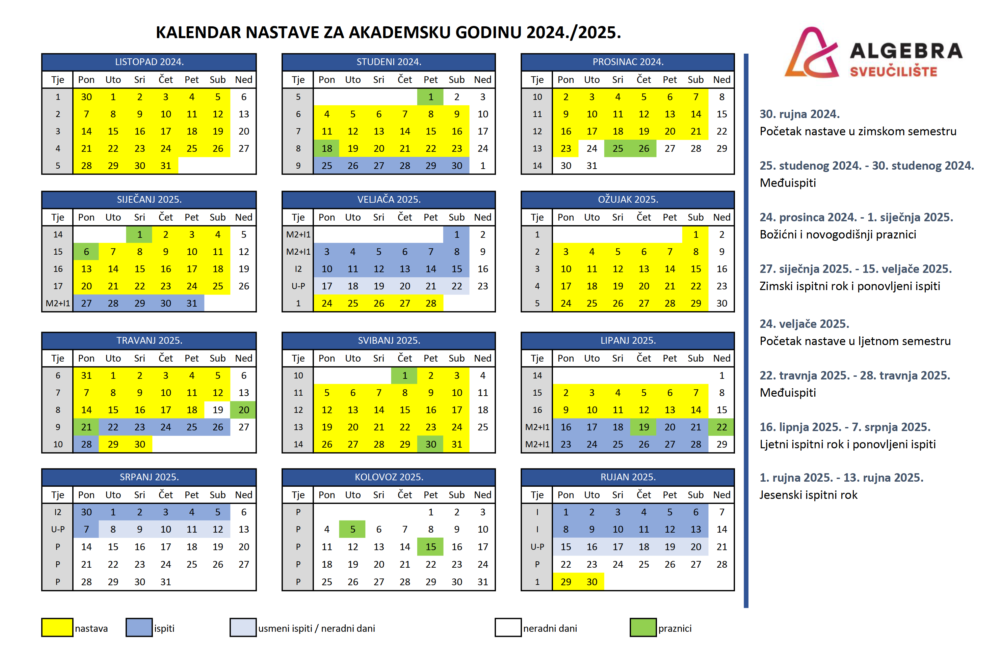 KALENDAR NASTAVE ZA AKADEMSKU GODINU 2024./2025.
ALGEBRA
SVEUČILIŠTE
LISTOPAD 2024.
Tje Pon Uto Sri Čet Pet Sub Ned
1 30 1 2 3 4 5 6
2 7 8 9 10 11 12 13
3 14 15 16 17 18 19 20
4 21 22 23 24 25 26 27
5 28 29 30 31
STUDENI 2024.
Tje Pon Uto Sri Čet Pet Sub Ned
5 1 2 3
6 4 5 6 7 8 9 10
7 11 12 13 14 15 16 17
8 18 19 20 21 22 23 24
9 25 26 27 28 29 30 1
PROSINAC 2024.
Tje Pon Uto Sri Čet Pet Sub Ned
10 2 3 4 5 6 7 8
11 9 10 11 12 13 14 15
12 16 17 18 19 20 21 22
13 23 24 25 26 27 28 29
14 30 31
SIJEČANJ 2025.
Tje Pon Uto Sri Čet Pet Sub Ned
14 1 2 3 4 5
15 6 7 8 9 10 11 12
16 13 14 15 16 17 18 19
17 20 21 22 23 24 25 26
M2+I1 27 28 29 30 31
VELJAČA 2025.
Tje Pon Uto Sri Čet Pet Sub Ned
M2+I1 1 2
M2+I1 3 4 5 6 7 8 9
I2 10 11 12 13 14 15 16
U-P 17 18 19 20 21 22 23
1 24 25 26 27 28
OŽUJAK 2025.
Tje Pon Uto Sri Čet Pet Sub Ned
1 1 2
2 3 4 5 6 7 8 9
3 10 11 12 13 14 15 16
4 17 18 19 20 21 22 23
5 24 25 26 27 28 29 30
TRAVANJ 2025.
Tje Pon Uto Sri Čet Pet Sub Ned
6 31 1 2 3 4 5 6
7 7 8 9 10 11 12 13
8 14 15 16 17 18 19 20
9 21 22 23 24 25 26 27
10 28 29 30
SVIBANJ 2025.
Tje Pon Uto Sri Čet Pet Sub Ned
10 1 2 3 4
11 5 6 7 8 9 10 11
12 12 13 14 15 16 17 18
13 19 20 21 22 23 24 25
14 26 27 28 29 30 31
LIPANJ 2025.
Tje Pon Uto Sri Čet Pet Sub Ned
14 1
15 2 3 4 5 6 7 8
16 9 10 11 12 13 14 15
M2+I1 16 17 18 19 20 21 22
M2+I1 23 24 25 26 27 28 29
SRPANJ 2025.
Tje Pon Uto Sri Čet Pet Sub Ned
I2 30 1 2 3 4 5 6
U-P 7 8 9 10 11 12 13
P 14 15 16 17 18 19 20
P 21 22 23 24 25 26 27
P 28 29 30 31
KOLOVOZ 2025.
Tje Pon Uto Sri Čet Pet Sub Ned
P 1 2 3
P 4 5 6 7 8 9 10
P 11 12 13 14 15 16 17
P 18 19 20 21 22 23 24
P 25 26 27 28 29 30 31
RUJAN 2025.
Tje Pon Uto Sri Čet Pet Sub Ned
I 1 2 3 4 5 6 7
I 8 9 10 11 12 13 14
U-P 15 16 17 18 19 20 21
P 22 23 24 25 26 27 28
1 29 30
30. rujna 2024.
Početak nastave u zimskom semestru
25. studenog 2024. - 30. studenog 2024.
Međuispiti
24. prosinca 2024. - 1. siječnja 2025.
Božićni i novogodišnji praznici
27. siječnja 2025. - 15. veljače 2025.
Zimski ispitni rok i ponovljeni ispiti
24. veljače 2025.
Početak nastave u ljetnom semestru
22. travnja 2025. - 28. travnja 2025.
Međuispiti
16. lipnja 2025. - 7. srpnja 2025.
Ljetni ispitni rok i ponovljeni ispiti
1. rujna 2025. - 13. rujna 2025.
Jesenski ispitni rok
nastava
ispiti
usmeni ispiti / neradni dani
neradni dani
praznici